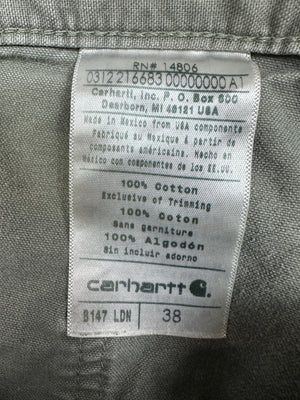 RN# 14806
0312216683000000000A1
Carhartt, Inc. P. O. Box 600
Dearborn, MI 48121 USA
Made in Mexico from USA components
Fabriqué au Mexique à partir de
composants américains. Hecho en
México con componentes de los EE.UU.
100% Cotton
Exclusive of Trimming
100% Coton
Sans garniture
100% Algodón
Sin incluir adorno
carhartt
B147 LDN
38